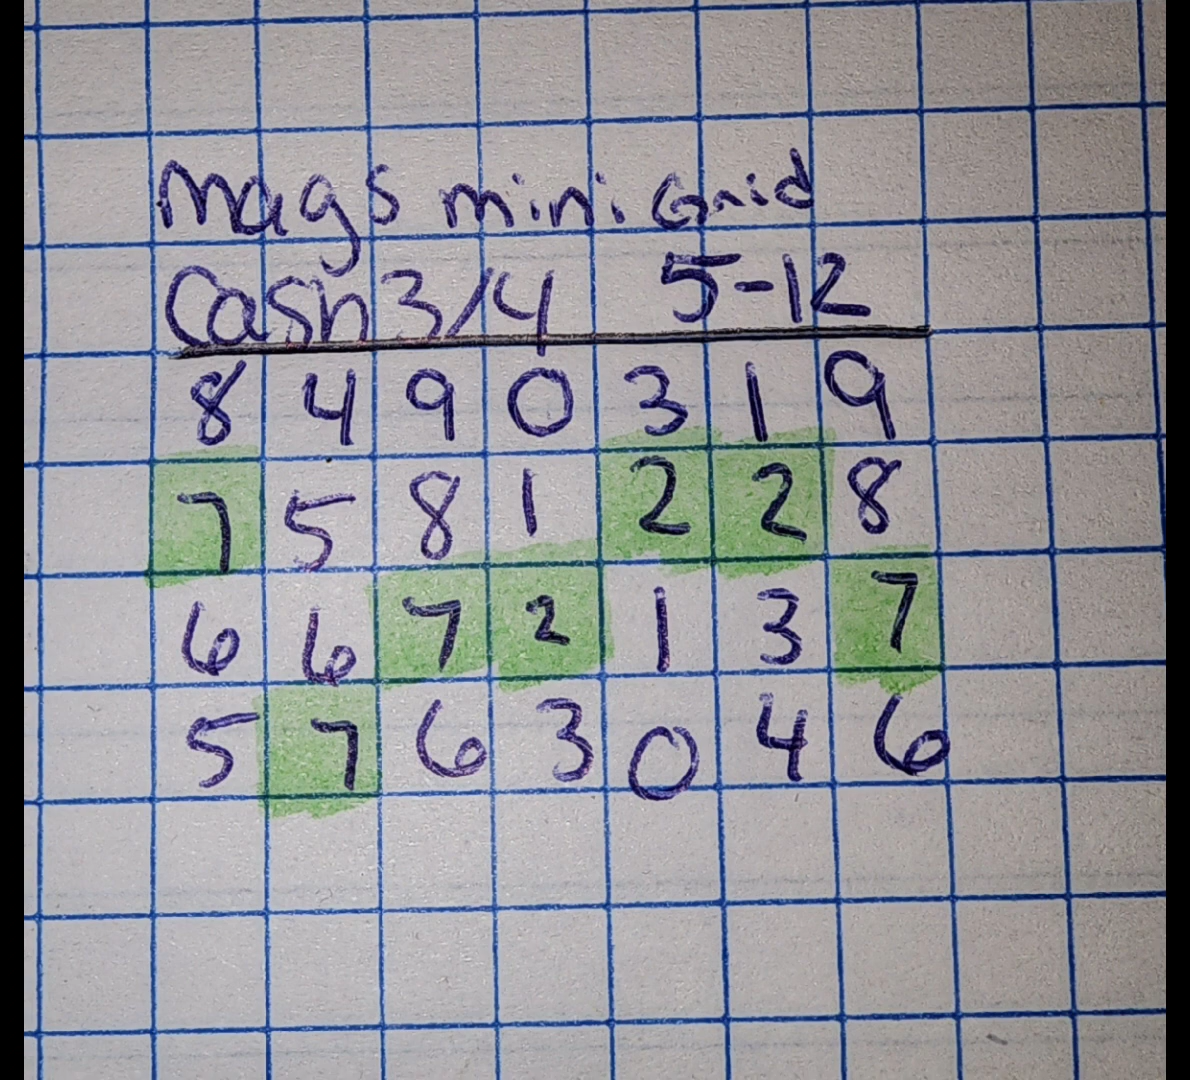 mags mini Grid
Cash 3/4 5-12
8 4 9 0 3 1 9
7 5 8 1 2 2 8
6 6 7 2 1 3 7
5 7 6 3 0 4 6